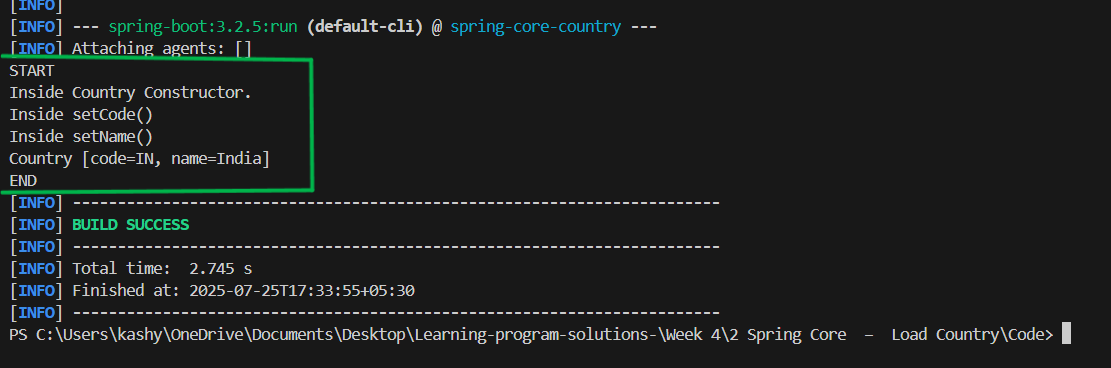 [INFO]
[INFO] --- spring-boot:3.2.5:run (default-cli) @ spring-core-country ---
[INFO] Attaching agents: []
START
Inside Country Constructor.
Inside setCode()
Inside setName()
Country [code=IN, name=India]
END
[INFO] ------------------------------------------------------------------------
[INFO] BUILD SUCCESS
[INFO] ------------------------------------------------------------------------
[INFO] Total time:  2.745 s
[INFO] Finished at: 2025-07-25T17:33:55+05:30
[INFO] ------------------------------------------------------------------------
PS C:\Users\kashy\OneDrive\Documents\Desktop\Learning-program-solutions-\Week 4\2 Spring Core  –  Load Country\Code>